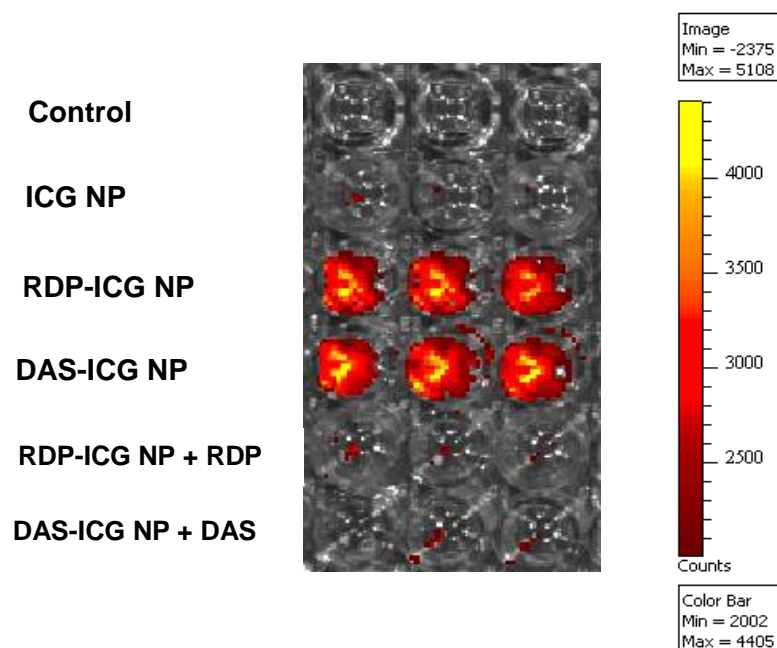 Image
Min = -2375
Max = 5108
Control
ICG NP
RDP-ICG NP
DAS-ICG NP
RDP-ICG NP + RDP
DAS-ICG NP + DAS
4000
3500
3000
2500
Counts
Color Bar
Min = 2002
Max = 4405